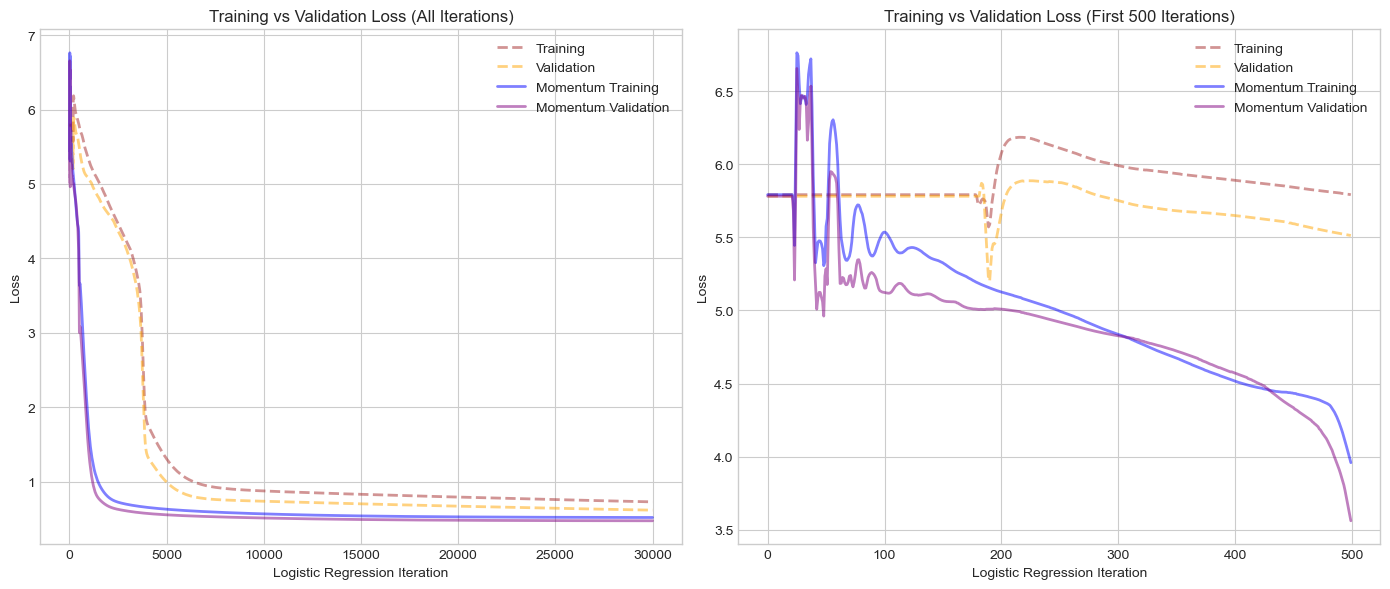 Training vs Validation Loss (All Iterations)
7
6
5
4
3
2
1
Loss
Training
Validation
Momentum Training
Momentum Validation
0 5000 10000 15000 20000 25000 30000
Logistic Regression Iteration
Training vs Validation Loss (First 500 Iterations)
6.5
6.0
5.5
5.0
4.5
4.0
3.5
Loss
Training
Validation
Momentum Training
Momentum Validation
0 100 200 300 400 500
Logistic Regression Iteration